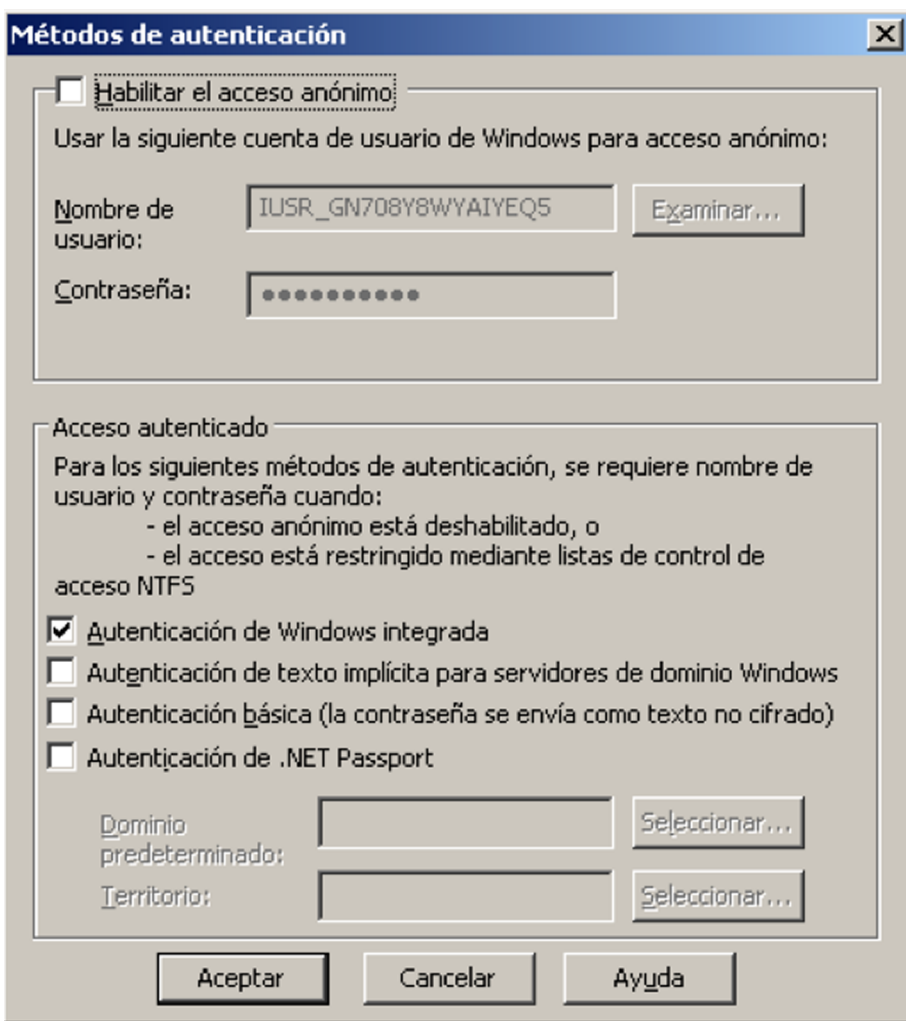 Métodos de autenticación
Habilitar el acceso anónimo
Usar la siguiente cuenta de usuario de Windows para acceso anónimo:
Nombre de
usuario:
IUSR_GN708Y8WYAIYEQ5
Examinar...
Contraseña:
●●●●●●●●●●
Acceso autenticado
Para los siguientes métodos de autenticación, se requiere nombre de
usuario y contraseña cuando:
- el acceso anónimo está deshabilitado, o
- el acceso está restringido mediante listas de control de
acceso NTFS
Autenticación de Windows integrada
Autenticación de texto implícita para servidores de dominio Windows
Autenticación básica (la contraseña se envía como texto no cifrado)
Autenticación de .NET Passport
Dominio
predeterminado:
Seleccionar...
Territorio:
Seleccionar...
Aceptar
Cancelar
Ayuda